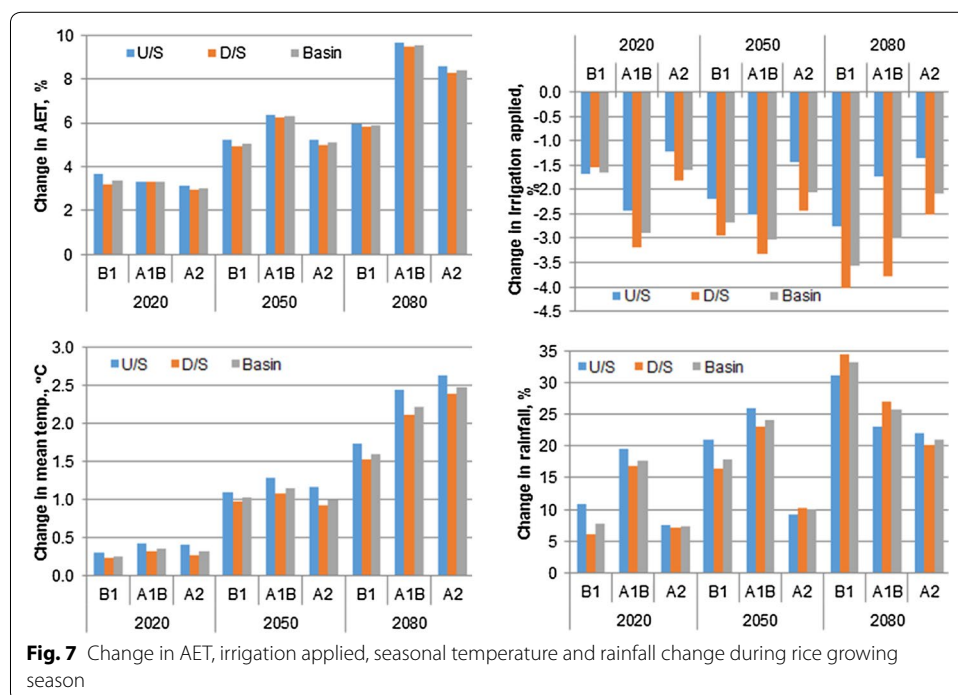 10
8
6
4
2
0
Change in AET, %
U/S D/S Basin
B1 A1B A2 B1 A1B A2 B1 A1B A2
2020 2050 2080
2020 2050 2080
B1 A1B A2 B1 A1B A2 B1 A1B A2
0.0
-0.5
-1.0
-1.5
-2.0
-2.5
-3.0
-3.5
-4.0
-4.5
Change in Irrigation applied,
%
U/S D/S Basin
3.0
2.5
2.0
1.5
1.0
0.5
0.0
Change in mean temp., ºC
U/S D/S Basin
B1 A1B A2 B1 A1B A2 B1 A1B A2
2020 2050 2080
35
30
25
20
15
10
5
0
Change in rainfall, %
U/S D/S Basin
B1 A1B A2 B1 A1B A2 B1 A1B A2
2020 2050 2080
Fig. 7 Change in AET, irrigation applied, seasonal temperature and rainfall change during rice growing
season